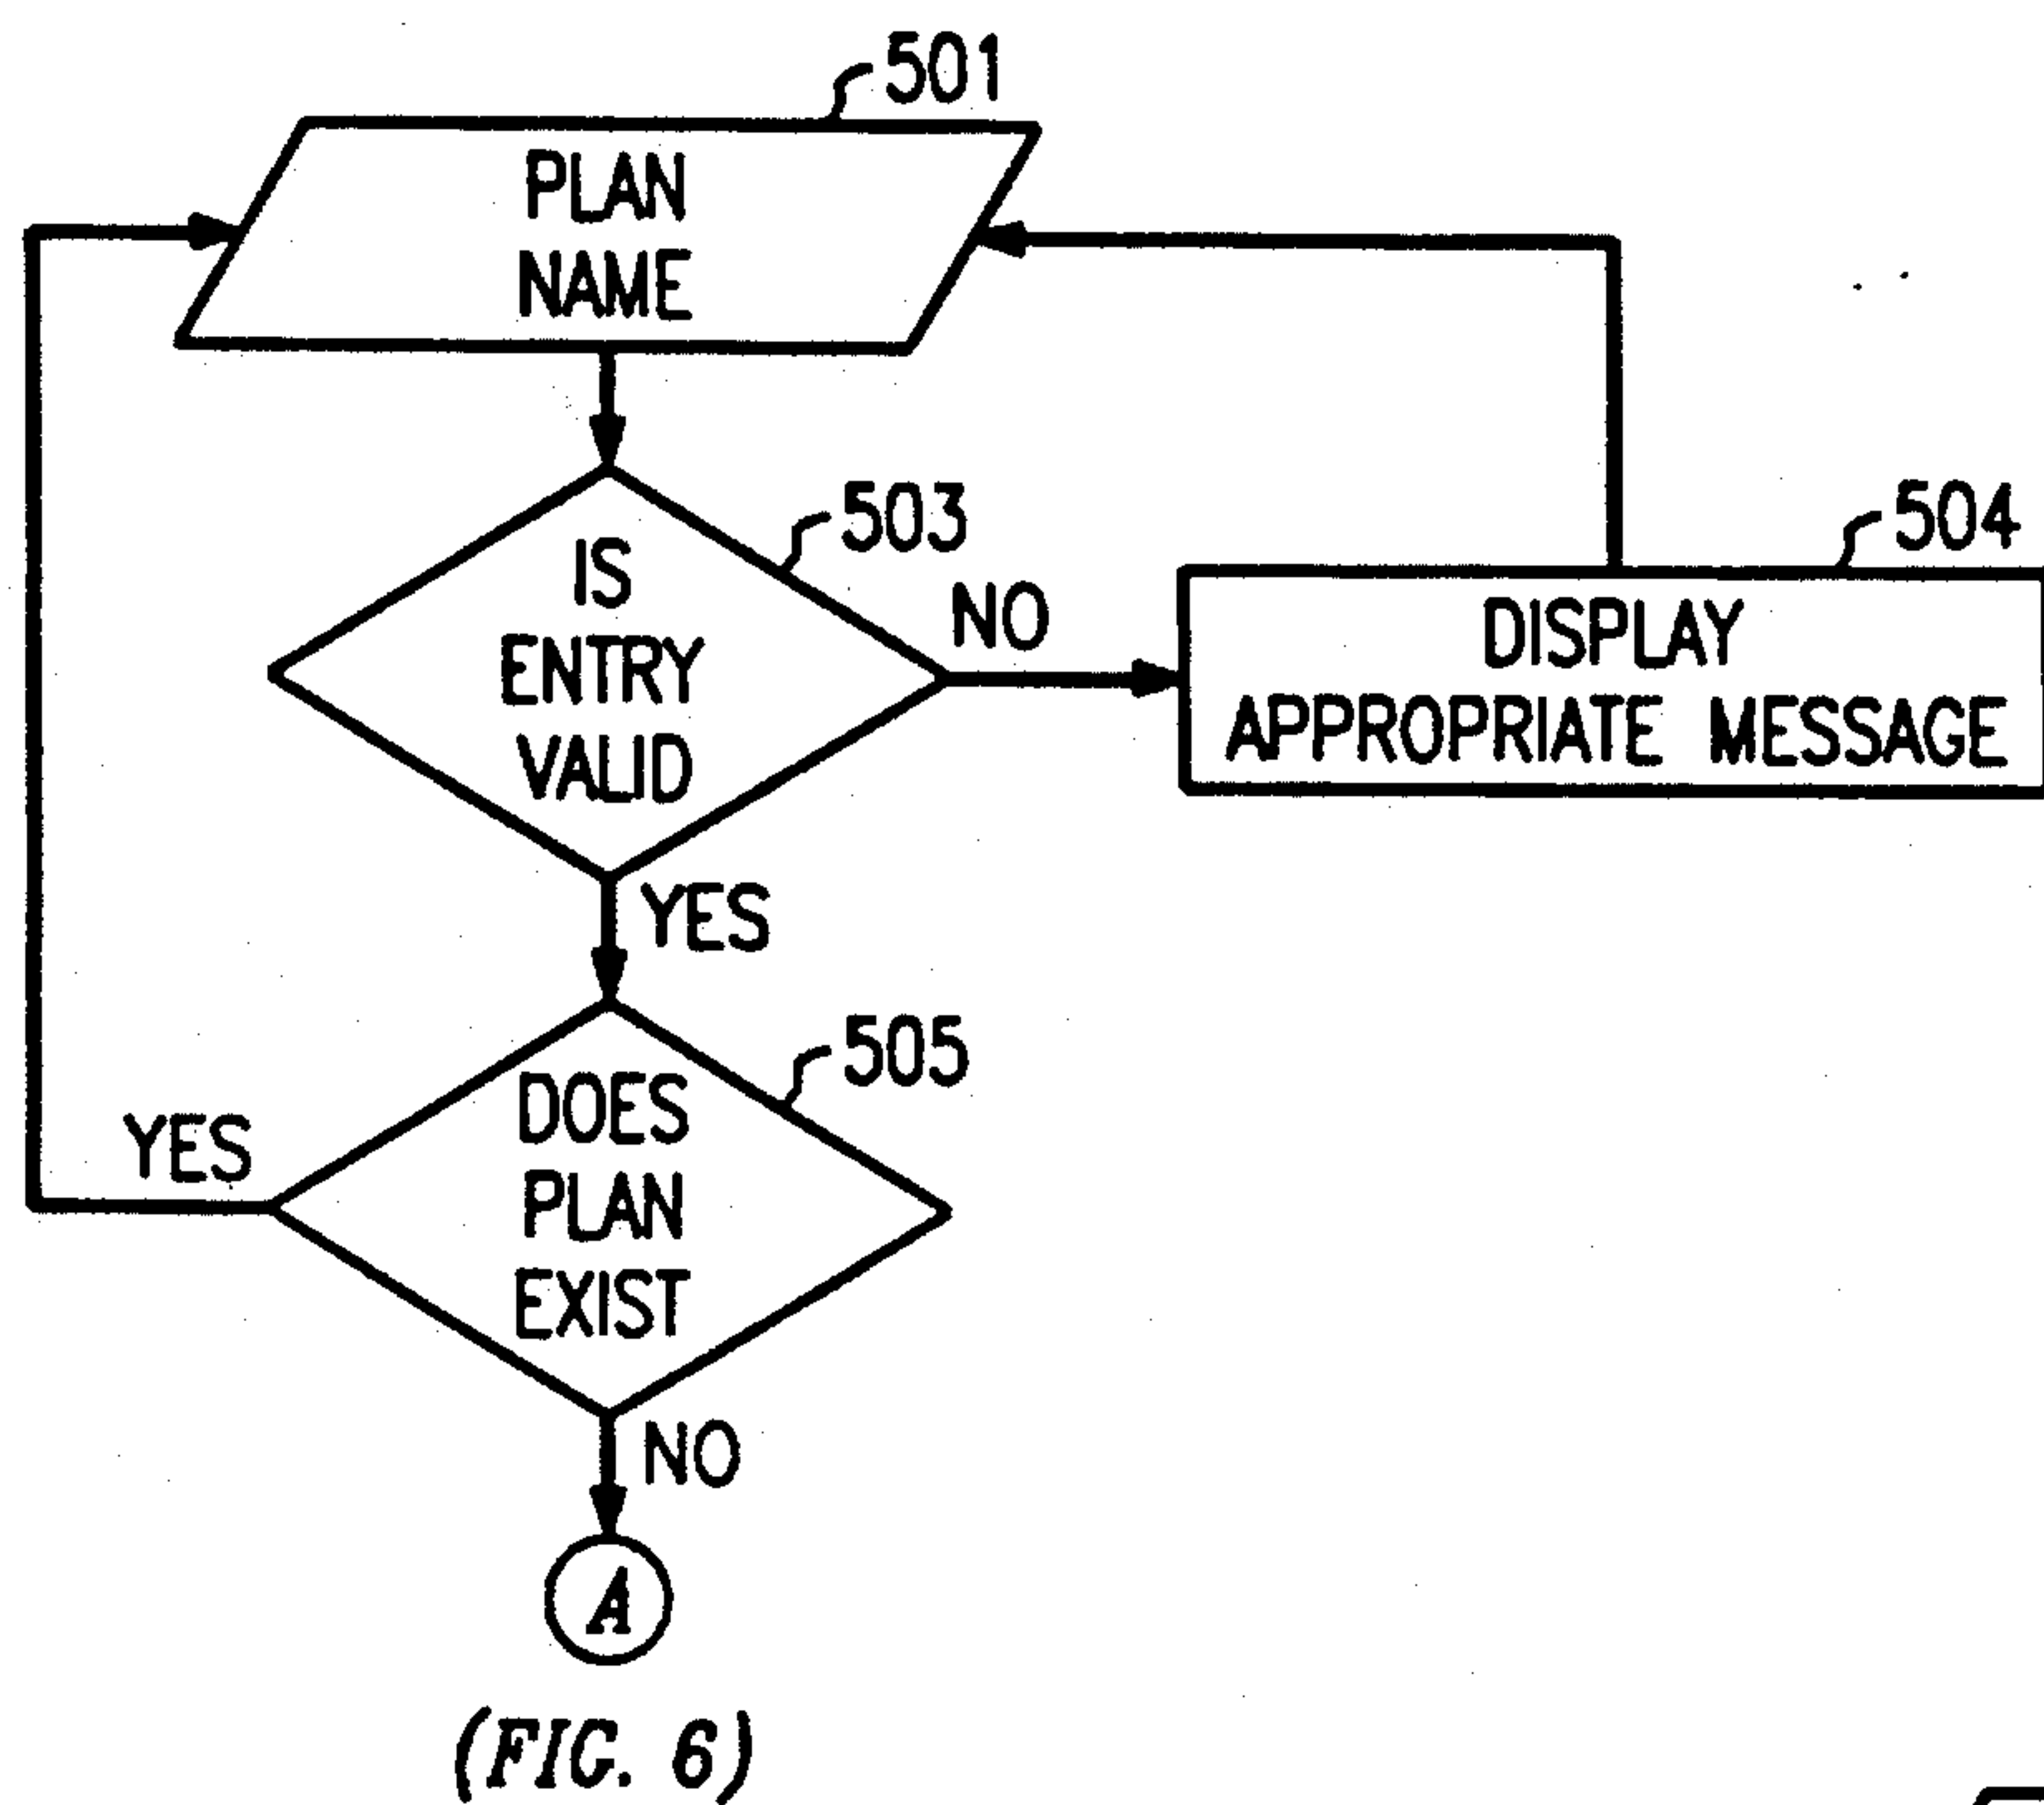 501
PLAN
NAME
503
IS
ENTRY
VALID
NO
504
DISPLAY
APPROPRIATE MESSAGE
YES
505
DOES
PLAN
EXIST
YES
NO
A
(FIG. 6)